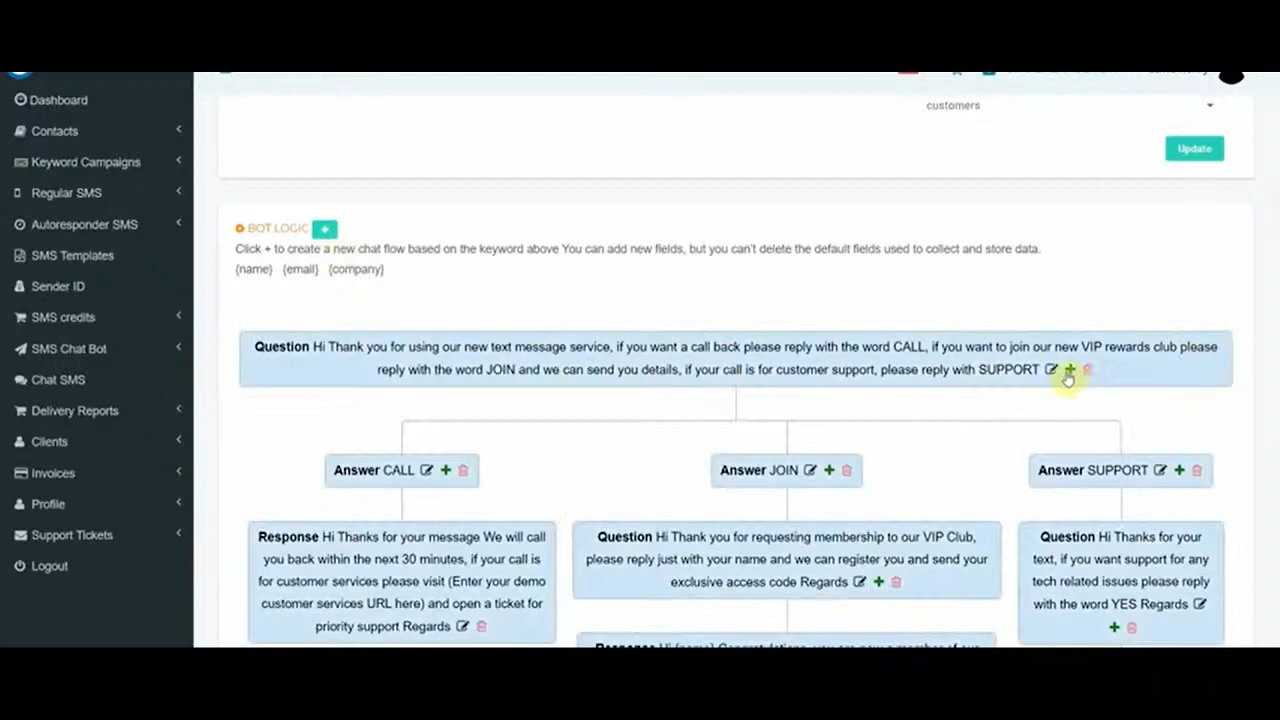 Dashboard
Contacts
Keyword Campaigns
Regular SMS
Autoresponder SMS
SMS Templates
Sender ID
SMS credits
SMS Chat Bot
Chat SMS
Delivery Reports
Clients
Invoices
Profile
Support Tickets
Logout
customers
Update
BOT LOGIC
Click + to create a new chat flow based on the keyword above You can add new fields, but you can't delete the default fields used to collect and store data.
{name} {email} {company}
Question Hi Thank you for using our new text message service, if you want a call back please reply with the word CALL, if you want to join our new VIP rewards club please
reply with the word JOIN and we can send you details, if your call is for customer support, please reply with SUPPORT
Answer CALL
Answer JOIN
Answer SUPPORT
Response Hi Thanks for your message We will call
you back within the next 30 minutes, if your call is
for customer services please visit (Enter your demo
customer services URL here) and open a ticket for
priority support Regards
Question Hi Thank you for requesting membership to our VIP Club,
please reply just with your name and we can register you and send your
exclusive access code Regards
Response Hi {name} Congratulations, you are now a member of our
Question Hi Thanks for your
text, if you want support for any
tech related issues please reply
with the word YES Regards